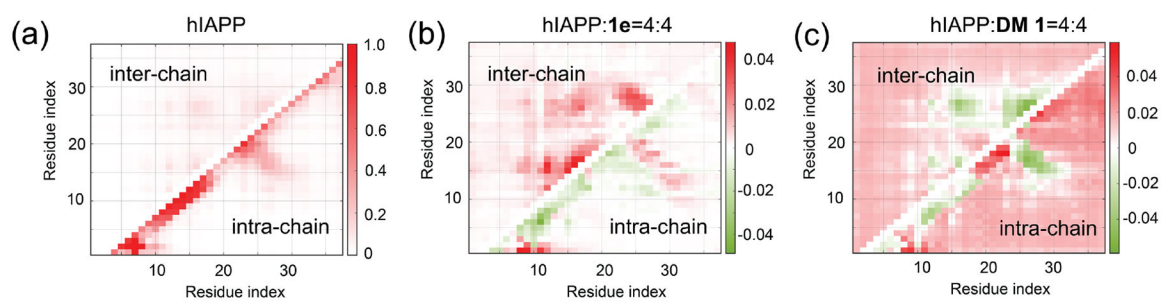 (a)
hIAPP
inter-chain
intra-chain
Residue index
Residue index
10
20
30
10
20
30
1.0
0.8
0.6
0.4
0.2
0
(b)
hIAPP:1e=4:4
inter-chain
intra-chain
Residue index
Residue index
10
20
30
10
20
30
0.04
0.02
0
-0.02
-0.04
(c)
hIAPP:DM 1=4:4
inter-chain
intra-chain
Residue index
Residue index
10
20
30
10
20
30
0.04
0.02
0
-0.02
-0.04